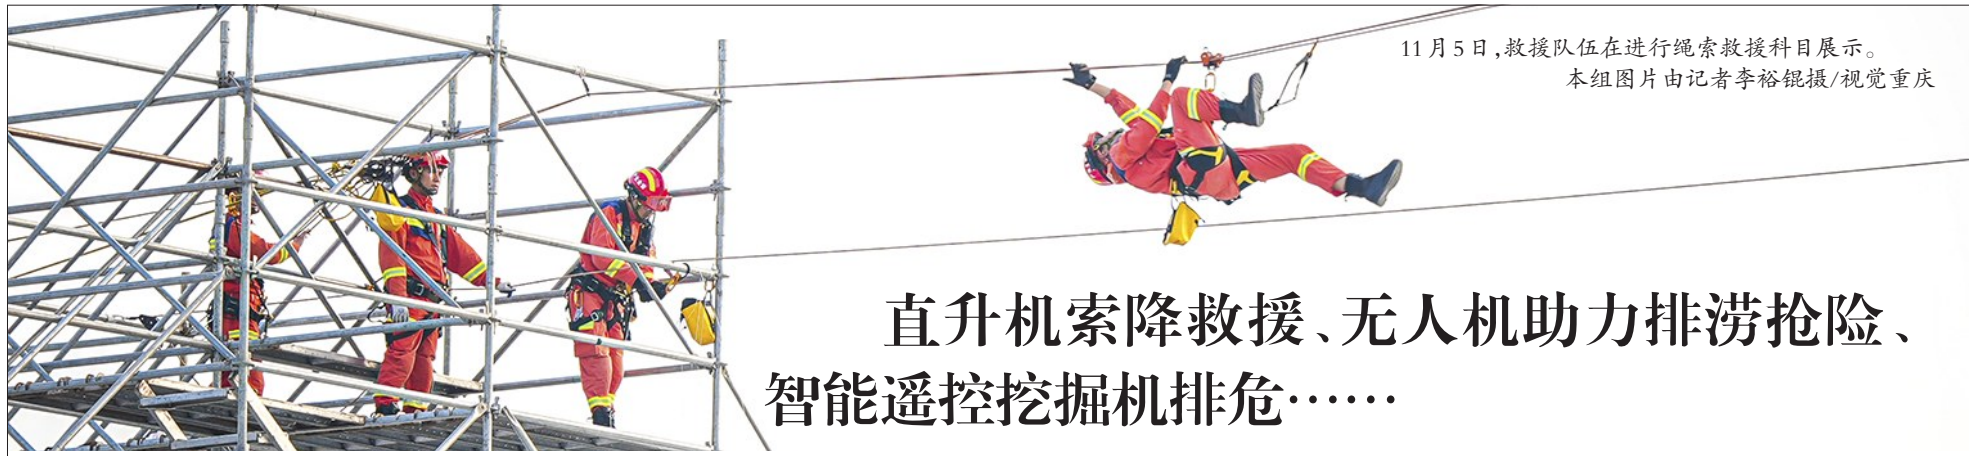 11月5日，救援队伍在进行绳索救援科目展示。
本组图片由记者李裕锟摄/视觉重庆
直升机索降救援、无人机助力排涝抢险、
智能遥控挖掘机排危……